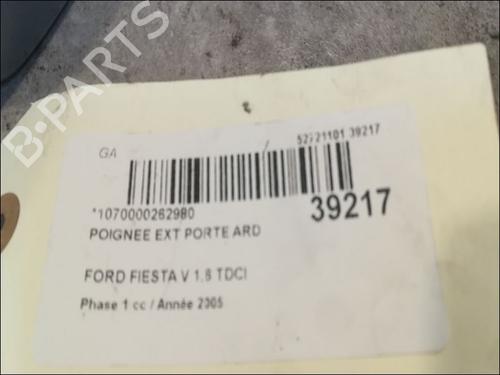 B-PARTS
GA
52721101 39217
*1070000262980
39217
POIGNEE EXT PORTE ARD
FORD FIESTA V 1.6 TDCI
Phase 1 cc / Année 2005